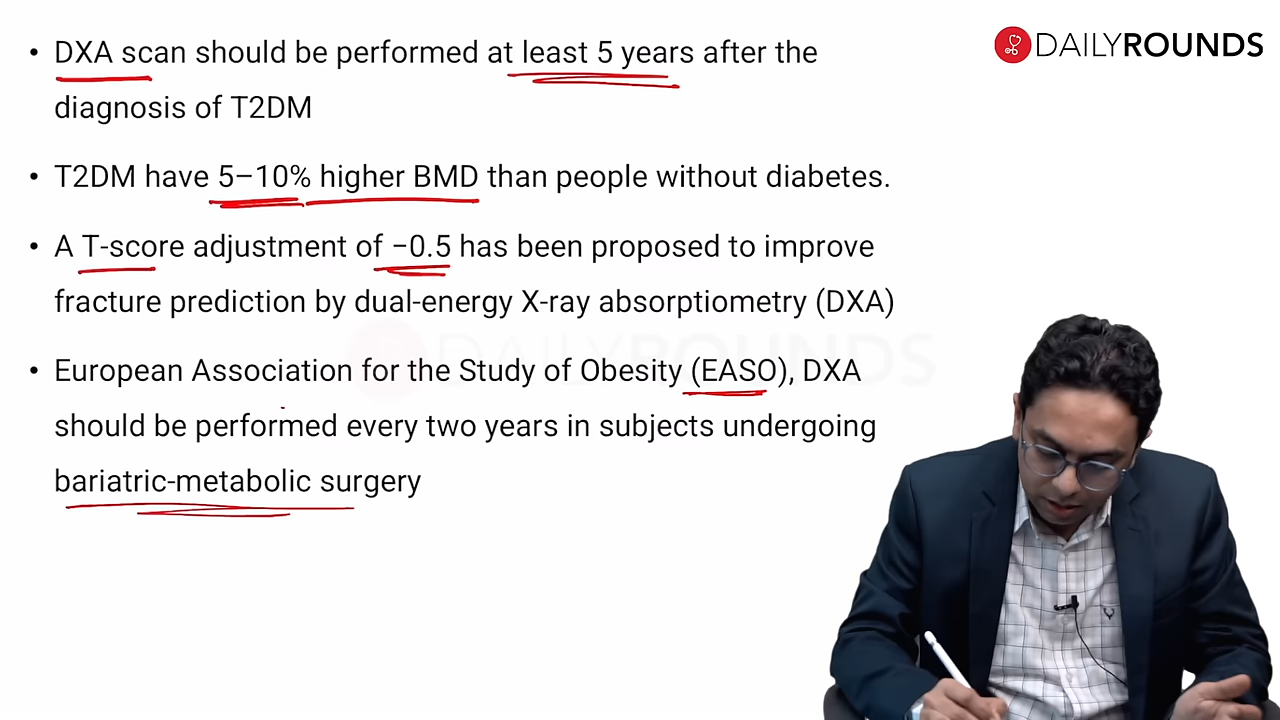 DAILYROUNDS
• DXA scan should be performed at least 5 years after the
diagnosis of T2DM
• T2DM have 5–10% higher BMD than people without diabetes.
• A T-score adjustment of −0.5 has been proposed to improve
fracture prediction by dual-energy X-ray absorptiometry (DXA)
DAILYROUNDS
• European Association for the Study of Obesity (EASO), DXA
should be performed every two years in subjects undergoing
bariatric-metabolic surgery